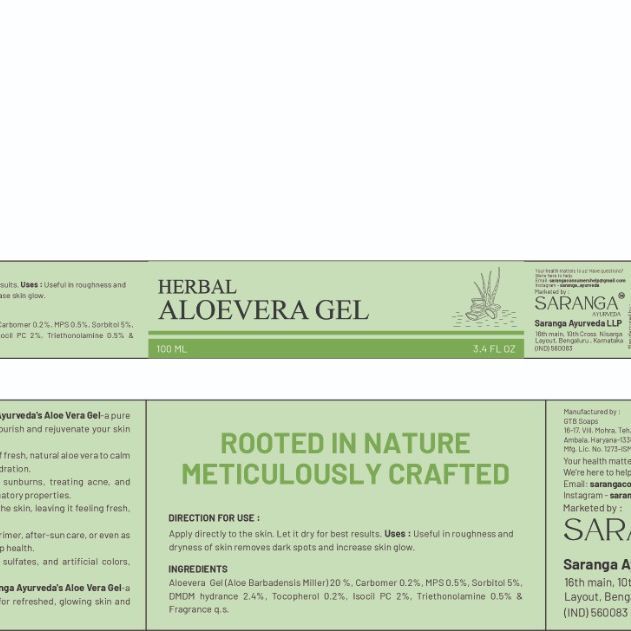 sults. Uses : Useful in roughness and
ase skin glow.
Carbomer 0.2%, MPS 0.5%, Sorbitol 5%,
ocil PC 2%, Triethonolamine 0.5% &
HERBAL
ALOEVERA GEL
100 ML
3.4 FL OZ
Your health matters to us! Have questions?
We're here to help
Email: sarangaconsumershelp@gmail.com
Instagram - saranga_ayurveda
Marketed by :
SARANGA
AYURVEDA
Saranga Ayurveda LLP
16th main, 10th Cross, Nisarga
Layout, Bengaluru, Karnataka
(IND) 560083
Ayurveda's Aloe Vera Gel-a pure
ourish and rejuvenate your skin
f fresh, natural aloe vera to calm
dration.
sunburns, treating acne, and
matory properties.
he skin, leaving it feeling fresh,
rimer, after-sun care, or even as
p health.
sulfates, and artificial colors,
nga Ayurveda's Aloe Vera Gel-a
for refreshed, glowing skin and
ROOTED IN NATURE
METICULOUSLY CRAFTED
DIRECTION FOR USE :
Apply directly to the skin. Let it dry for best results. Uses : Useful in roughness and
dryness of skin removes dark spots and increase skin glow.
INGREDIENTS
Aloevera Gel (Aloe Barbadensis Miller) 20 %, Carbomer 0.2%, MPS 0.5%, Sorbitol 5%,
DMDM hydrance 2.4%, Tocopherol 0.2%, Isocil PC 2%, Triethonolamine 0.5% &
Fragrance q.s.
Manufactured by :
GTB Soaps
16-17, Vill. Mohra, Teh.
Ambala, Haryana-133
Mfg. Lic. No. 1273-ISM
Your health matte
We're here to help
Email: sarangaco
Instagram - saran
Marketed by :
SARA
Saranga A
16th main, 10t
Layout, Beng
(IND) 560083